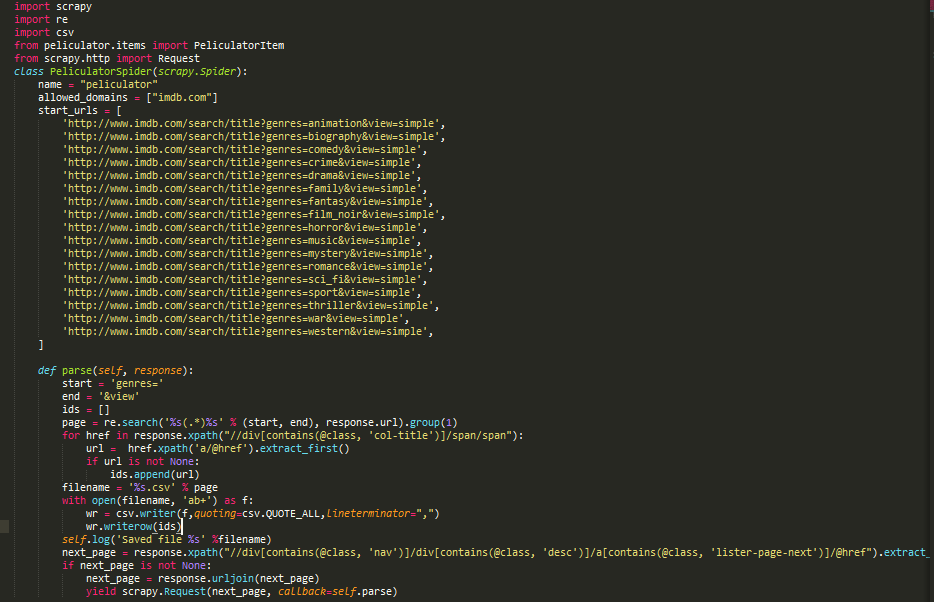 import scrapy
import re
import csv
from peliculator.items import PeliculatorItem
from scrapy.http import Request
class PeliculatorSpider(scrapy.Spider):
    name = "peliculator"
    allowed_domains = ["imdb.com"]
    start_urls = [
        'http://www.imdb.com/search/title?genres=animation&view=simple',
        'http://www.imdb.com/search/title?genres=biography&view=simple',
        'http://www.imdb.com/search/title?genres=comedy&view=simple',
        'http://www.imdb.com/search/title?genres=crime&view=simple',
        'http://www.imdb.com/search/title?genres=drama&view=simple',
        'http://www.imdb.com/search/title?genres=family&view=simple',
        'http://www.imdb.com/search/title?genres=fantasy&view=simple',
        'http://www.imdb.com/search/title?genres=film_noir&view=simple',
        'http://www.imdb.com/search/title?genres=horror&view=simple',
        'http://www.imdb.com/search/title?genres=music&view=simple',
        'http://www.imdb.com/search/title?genres=mystery&view=simple',
        'http://www.imdb.com/search/title?genres=romance&view=simple',
        'http://www.imdb.com/search/title?genres=sci_fi&view=simple',
        'http://www.imdb.com/search/title?genres=sport&view=simple',
        'http://www.imdb.com/search/title?genres=thriller&view=simple',
        'http://www.imdb.com/search/title?genres=war&view=simple',
        'http://www.imdb.com/search/title?genres=western&view=simple',
    ]
    def parse(self, response):
        start = 'genres='
        end = '&view'
        ids = []
        page = re.search('%s(.*)%s' % (start, end), response.url).group(1)
        for href in response.xpath("//div[contains(@class, 'col-title')]/span/span"):
            url =  href.xpath('a/@href').extract_first()
            if url is not None:
                ids.append(url)
        filename = '%s.csv' % page
        with open(filename, 'ab+') as f:
            wr = csv.writer(f,quoting=csv.QUOTE_ALL,lineterminator=",")
            wr.writerow(ids)
        self.log('Saved file %s' %filename)
        next_page = response.xpath("//div[contains(@class, 'nav')]/div[contains(@class, 'desc')]/a[contains(@class, 'lister-page-next')]/@href").extract_
        if next_page is not None:
            next_page = response.urljoin(next_page)
            yield scrapy.Request(next_page, callback=self.parse)